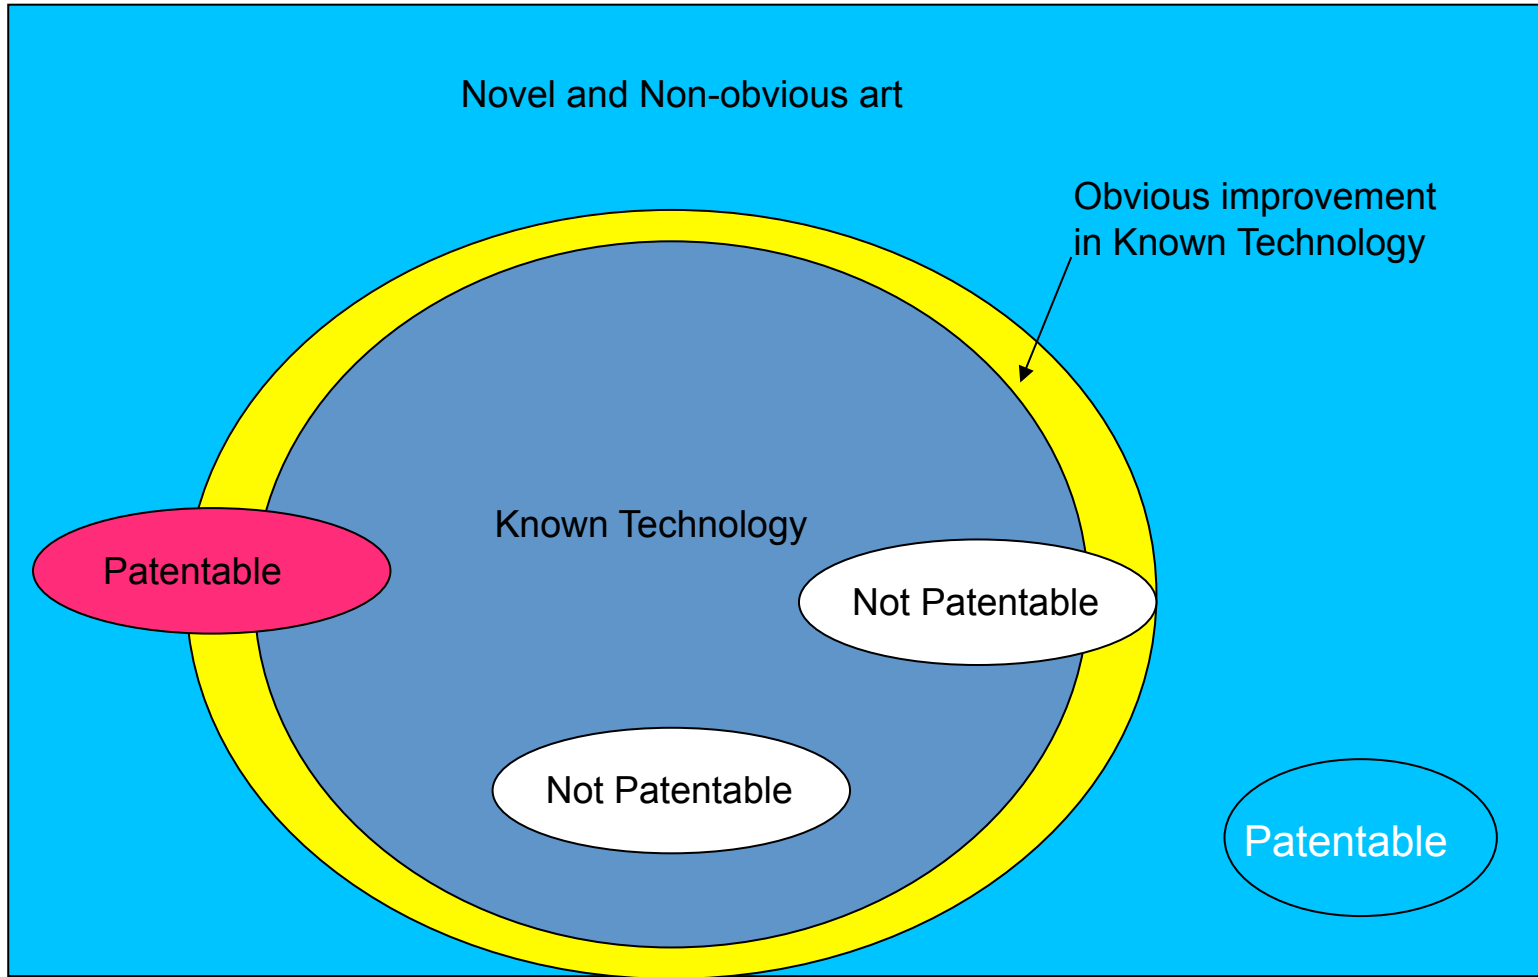 Novel and Non-obvious art
Obvious improvement
in Known Technology
Known Technology
Patentable
Not Patentable
Not Patentable
Patentable